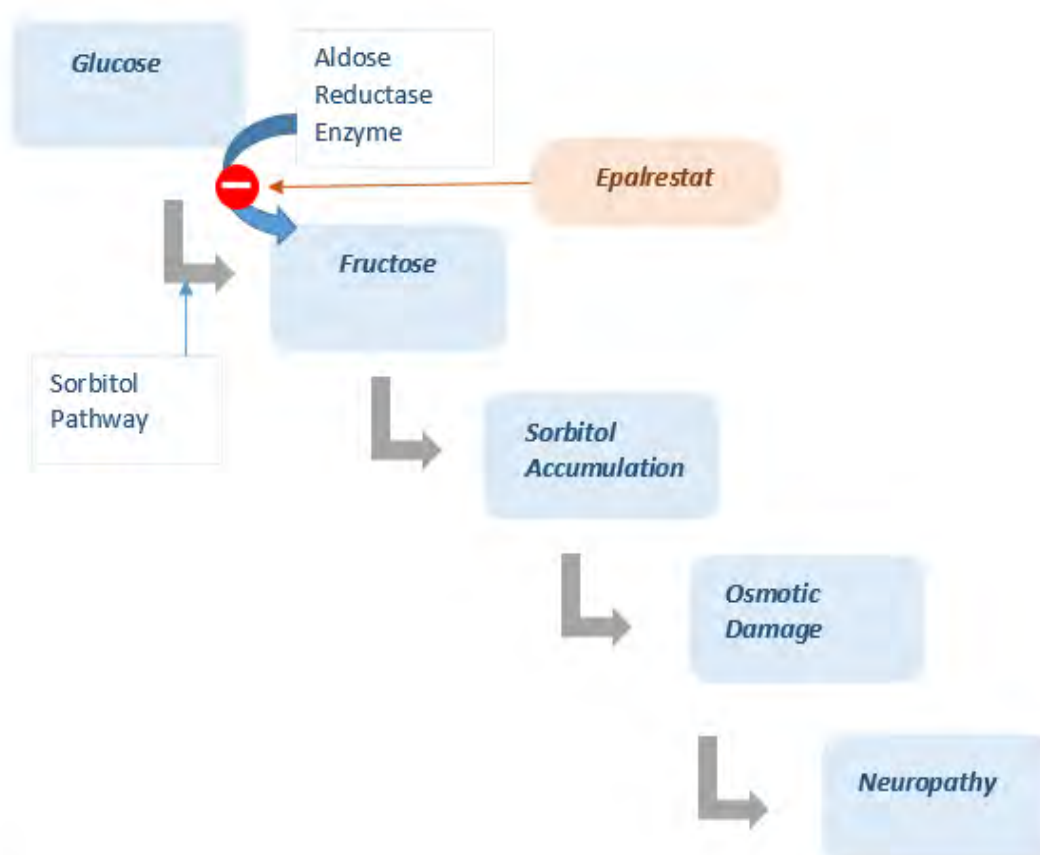 Glucose
Aldose
Reductase
Enzyme
Epalrestat
Fructose
Sorbitol
Pathway
Sorbitol
Accumulation
Osmotic
Damage
Neuropathy